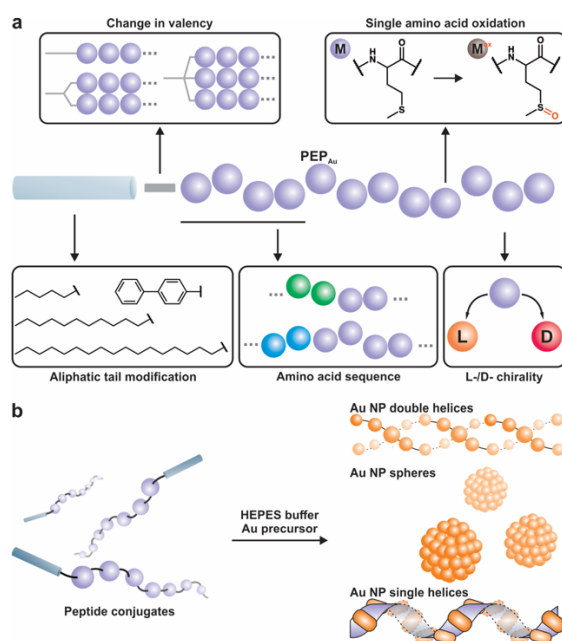 a
Change in valency
Single amino acid oxidation
M
H
N
O
S
M ox
H
N
O
S
O
PEP Au
Aliphatic tail modification
Amino acid sequence
L
D
L-/D- chirality
b
Au NP double helices
Au NP spheres
HEPES buffer
Au precursor
Au NP single helices
Peptide conjugates